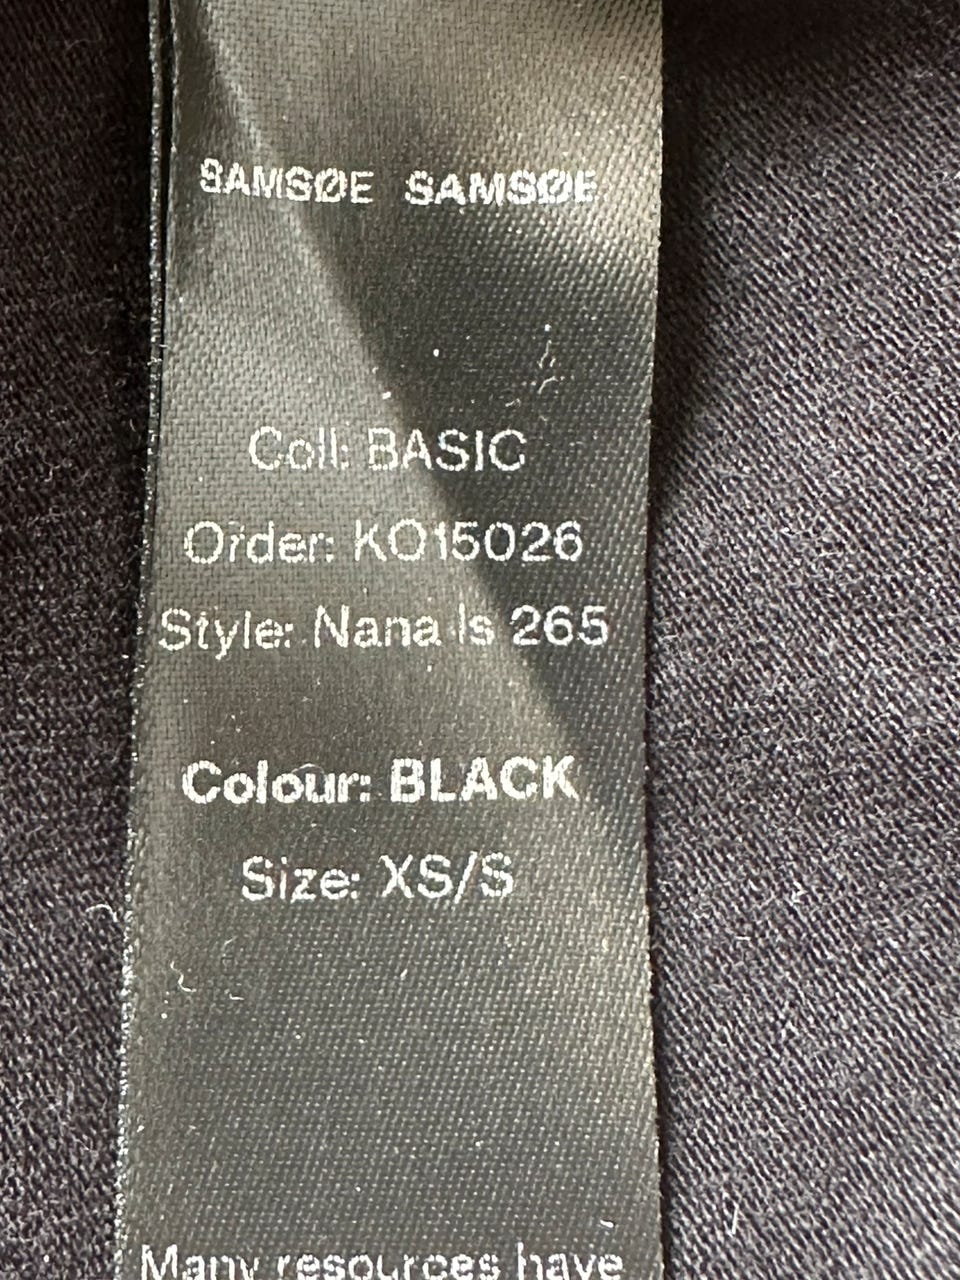 SAMSØE SAMSØE
Coll: BASIC
Order: KO15026
Style: Nana ls 265
Colour: BLACK
Size: XS/S
Many resources have